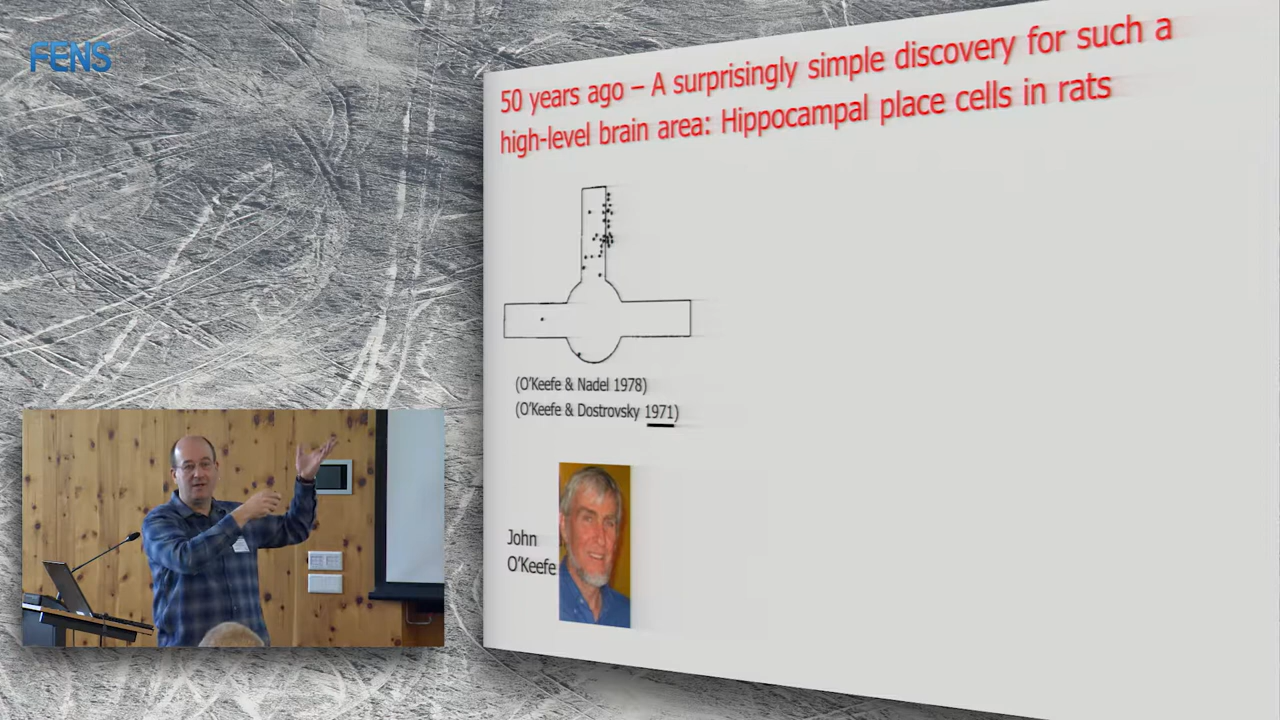 FENS
50 years ago – A surprisingly simple discovery for such a
high-level brain area: Hippocampal place cells in rats
(O'Keefe & Nadel 1978)
(O'Keefe & Dostrovsky 1971)
John
O'Keefe